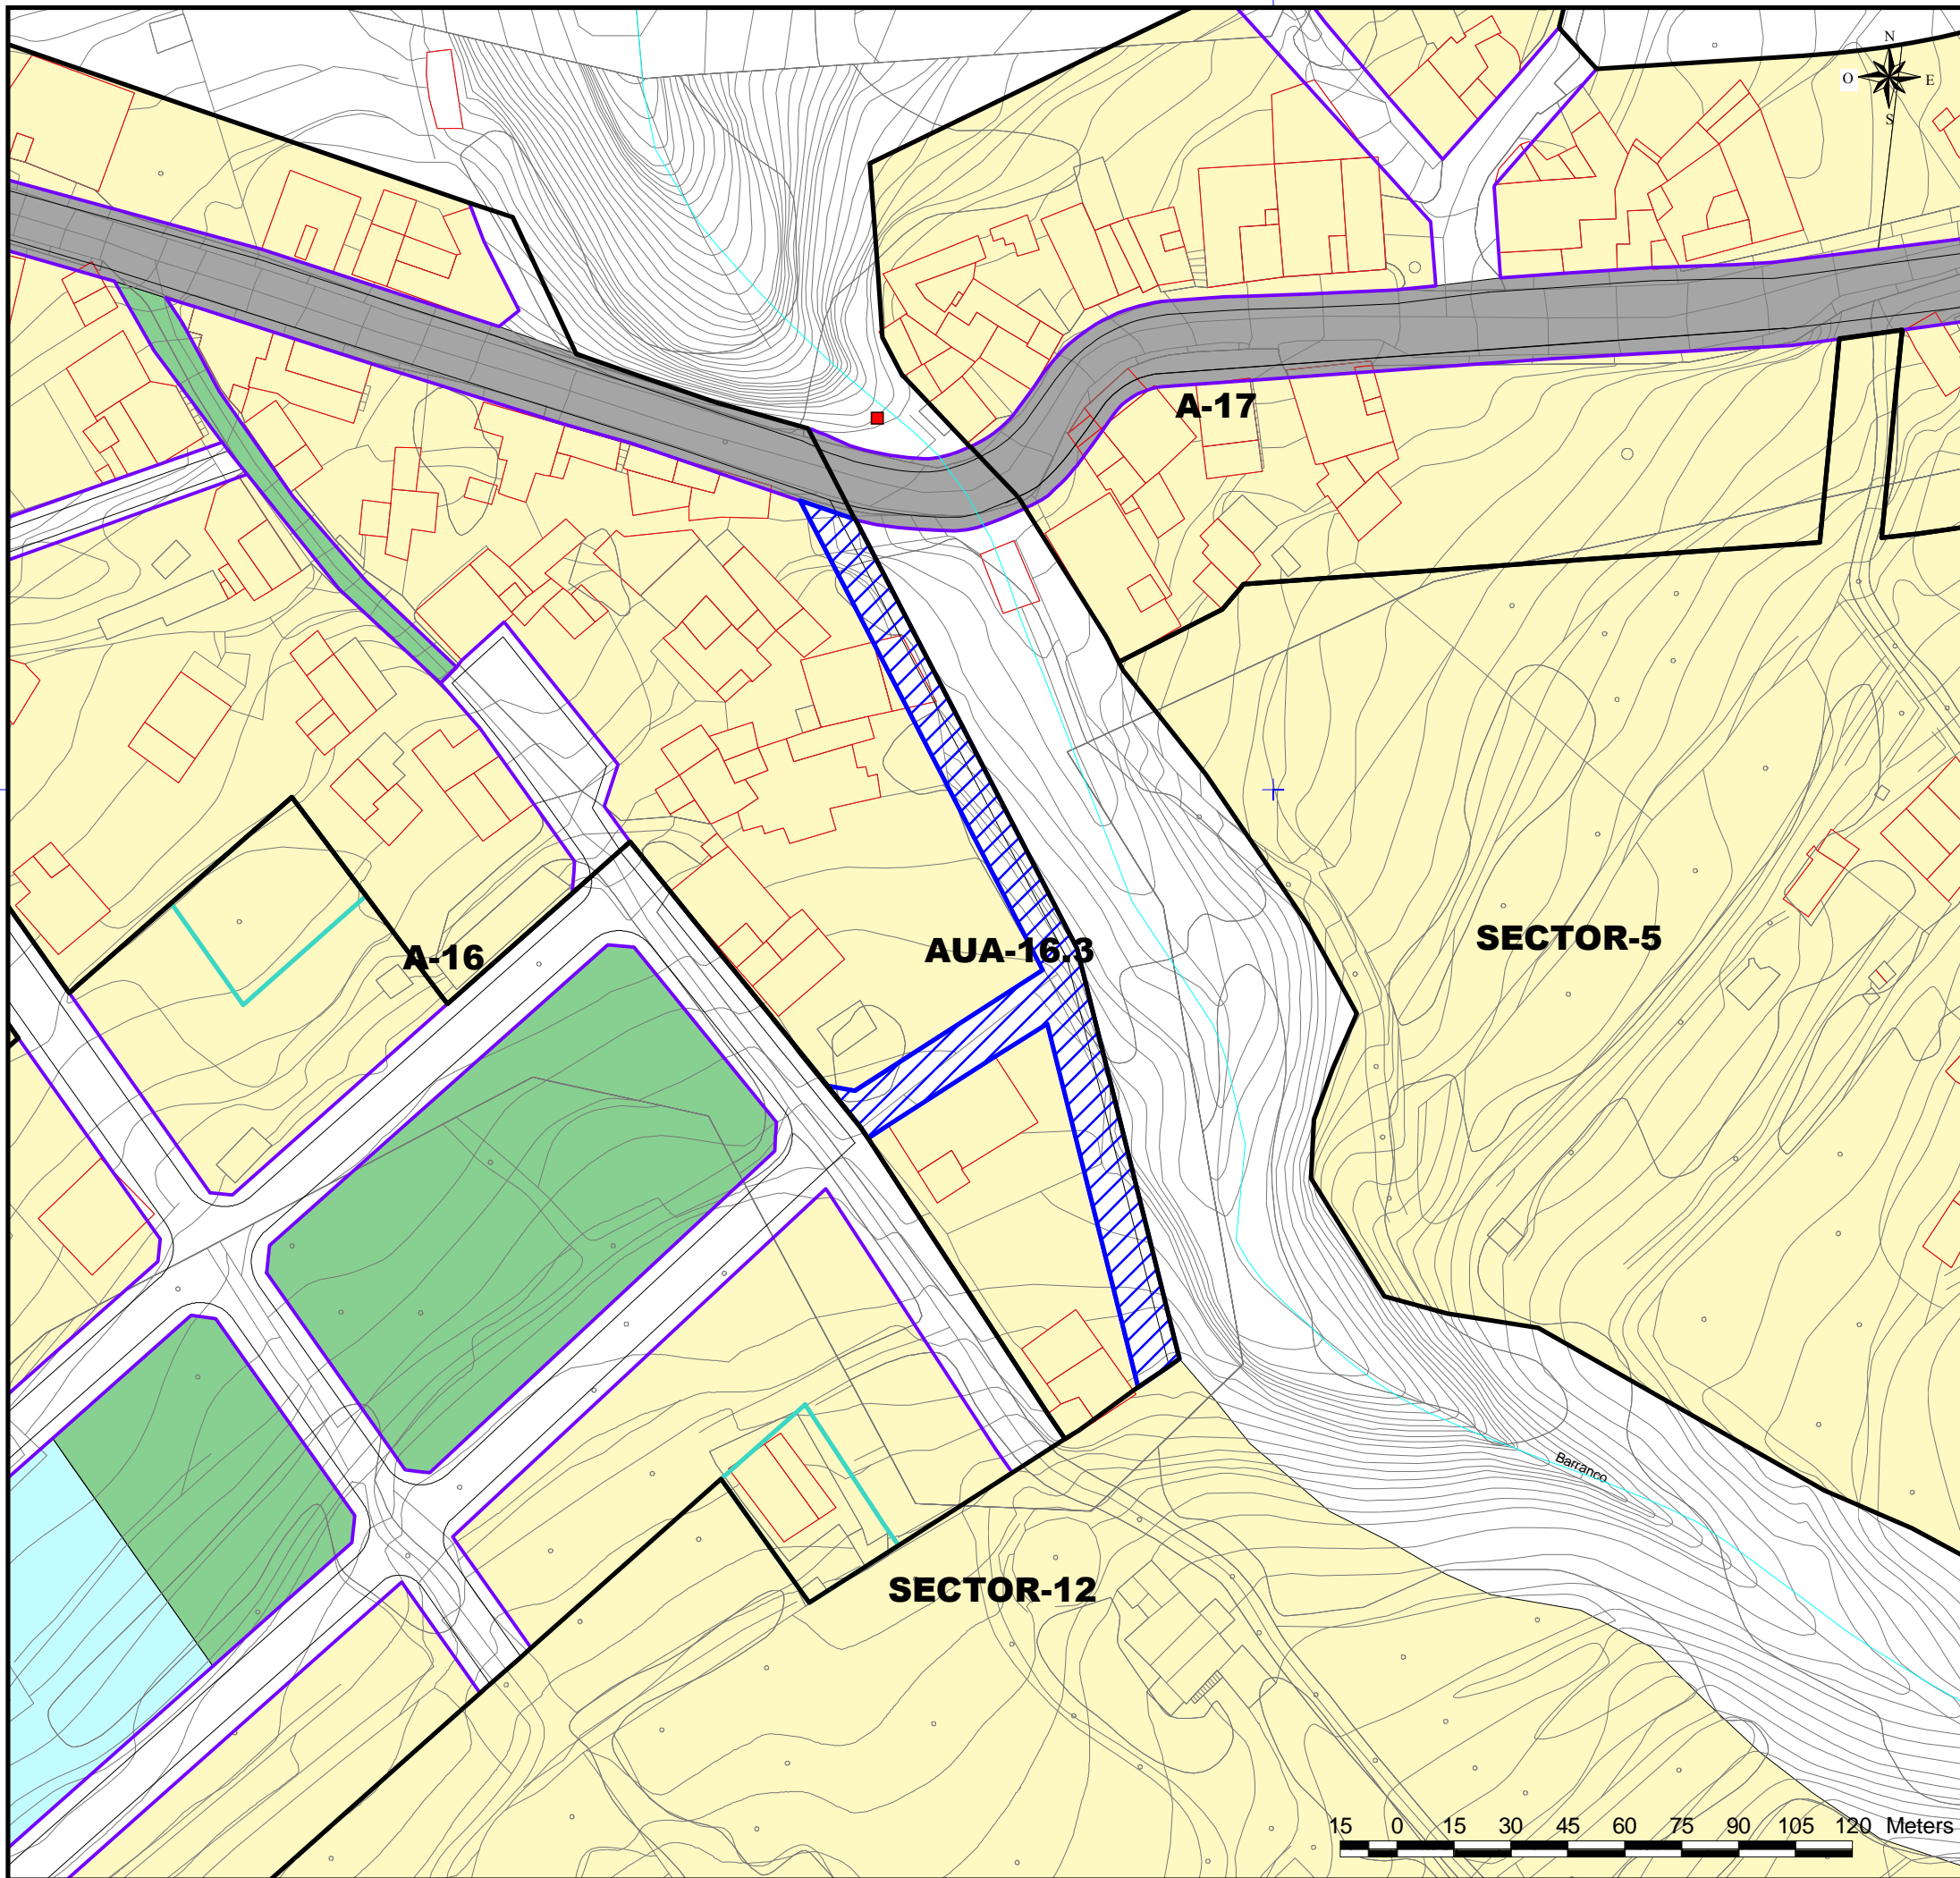 N
O E
S
A-17
SECTOR-5
AUA-16.3
A-16
Barranco
SECTOR-12
15 0 15 30 45 60 75 90 105 120 Meters